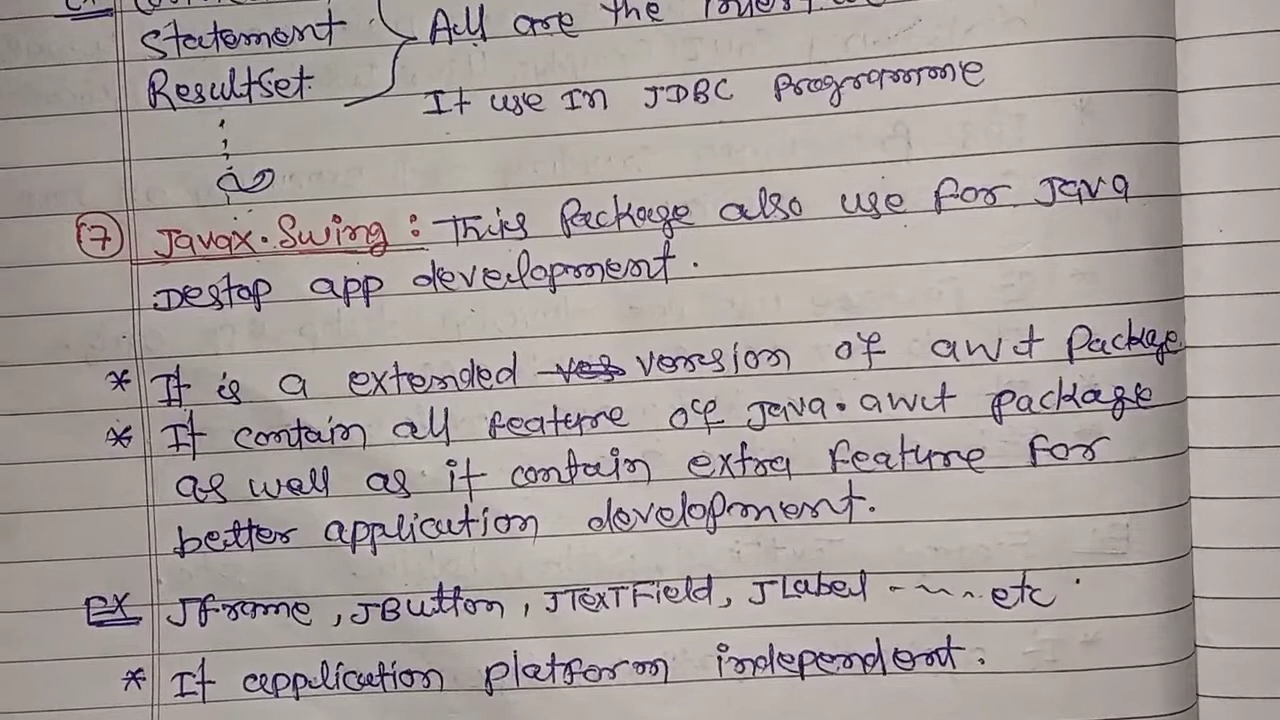 Statement All are the
Resultset
It use In JDBC Programme
(7) Javax.Swing : This Package also use for Java
Destop app development.
* It is a extended version of awt Package
* It contain all feature of Java.awt package
as well as it contain extra feature for
better application development.
Ex Jframe, JButton, JTextField, JLabel ----- etc
* It application platform independent.